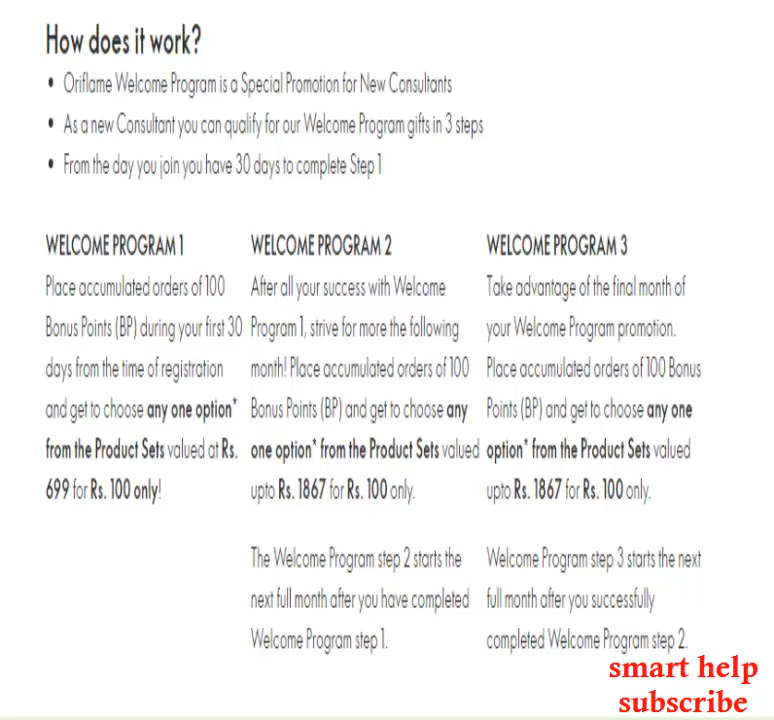 How does it work?
• Oriflame Welcome Program is a Special Promotion for New Consultants
• As a new Consultant you can qualify for our Welcome Program gifts in 3 steps
• From the day you join you have 30 days to complete Step 1
WELCOME PROGRAM 1
Place accumulated orders of 100
Bonus Points (BP) during your first 30
days from the time of registration
and get to choose any one option*
from the Product Sets valued at Rs.
699 for Rs. 100 only!
WELCOME PROGRAM 2
After all your success with Welcome
Program 1, strive for more the following
month! Place accumulated orders of 100
Bonus Points (BP) and get to choose any
one option* from the Product Sets valued
upto Rs. 1867 for Rs. 100 only.
The Welcome Program step 2 starts the
next full month after you have completed
Welcome Program step 1.
WELCOME PROGRAM 3
Take advantage of the final month of
your Welcome Program promotion.
Place accumulated orders of 100 Bonus
Points (BP) and get to choose any one
option* from the Product Sets valued
upto Rs. 1867 for Rs. 100 only.
Welcome Program step 3 starts the next
full month after you successfully
completed Welcome Program step 2.
smart help
subscribe